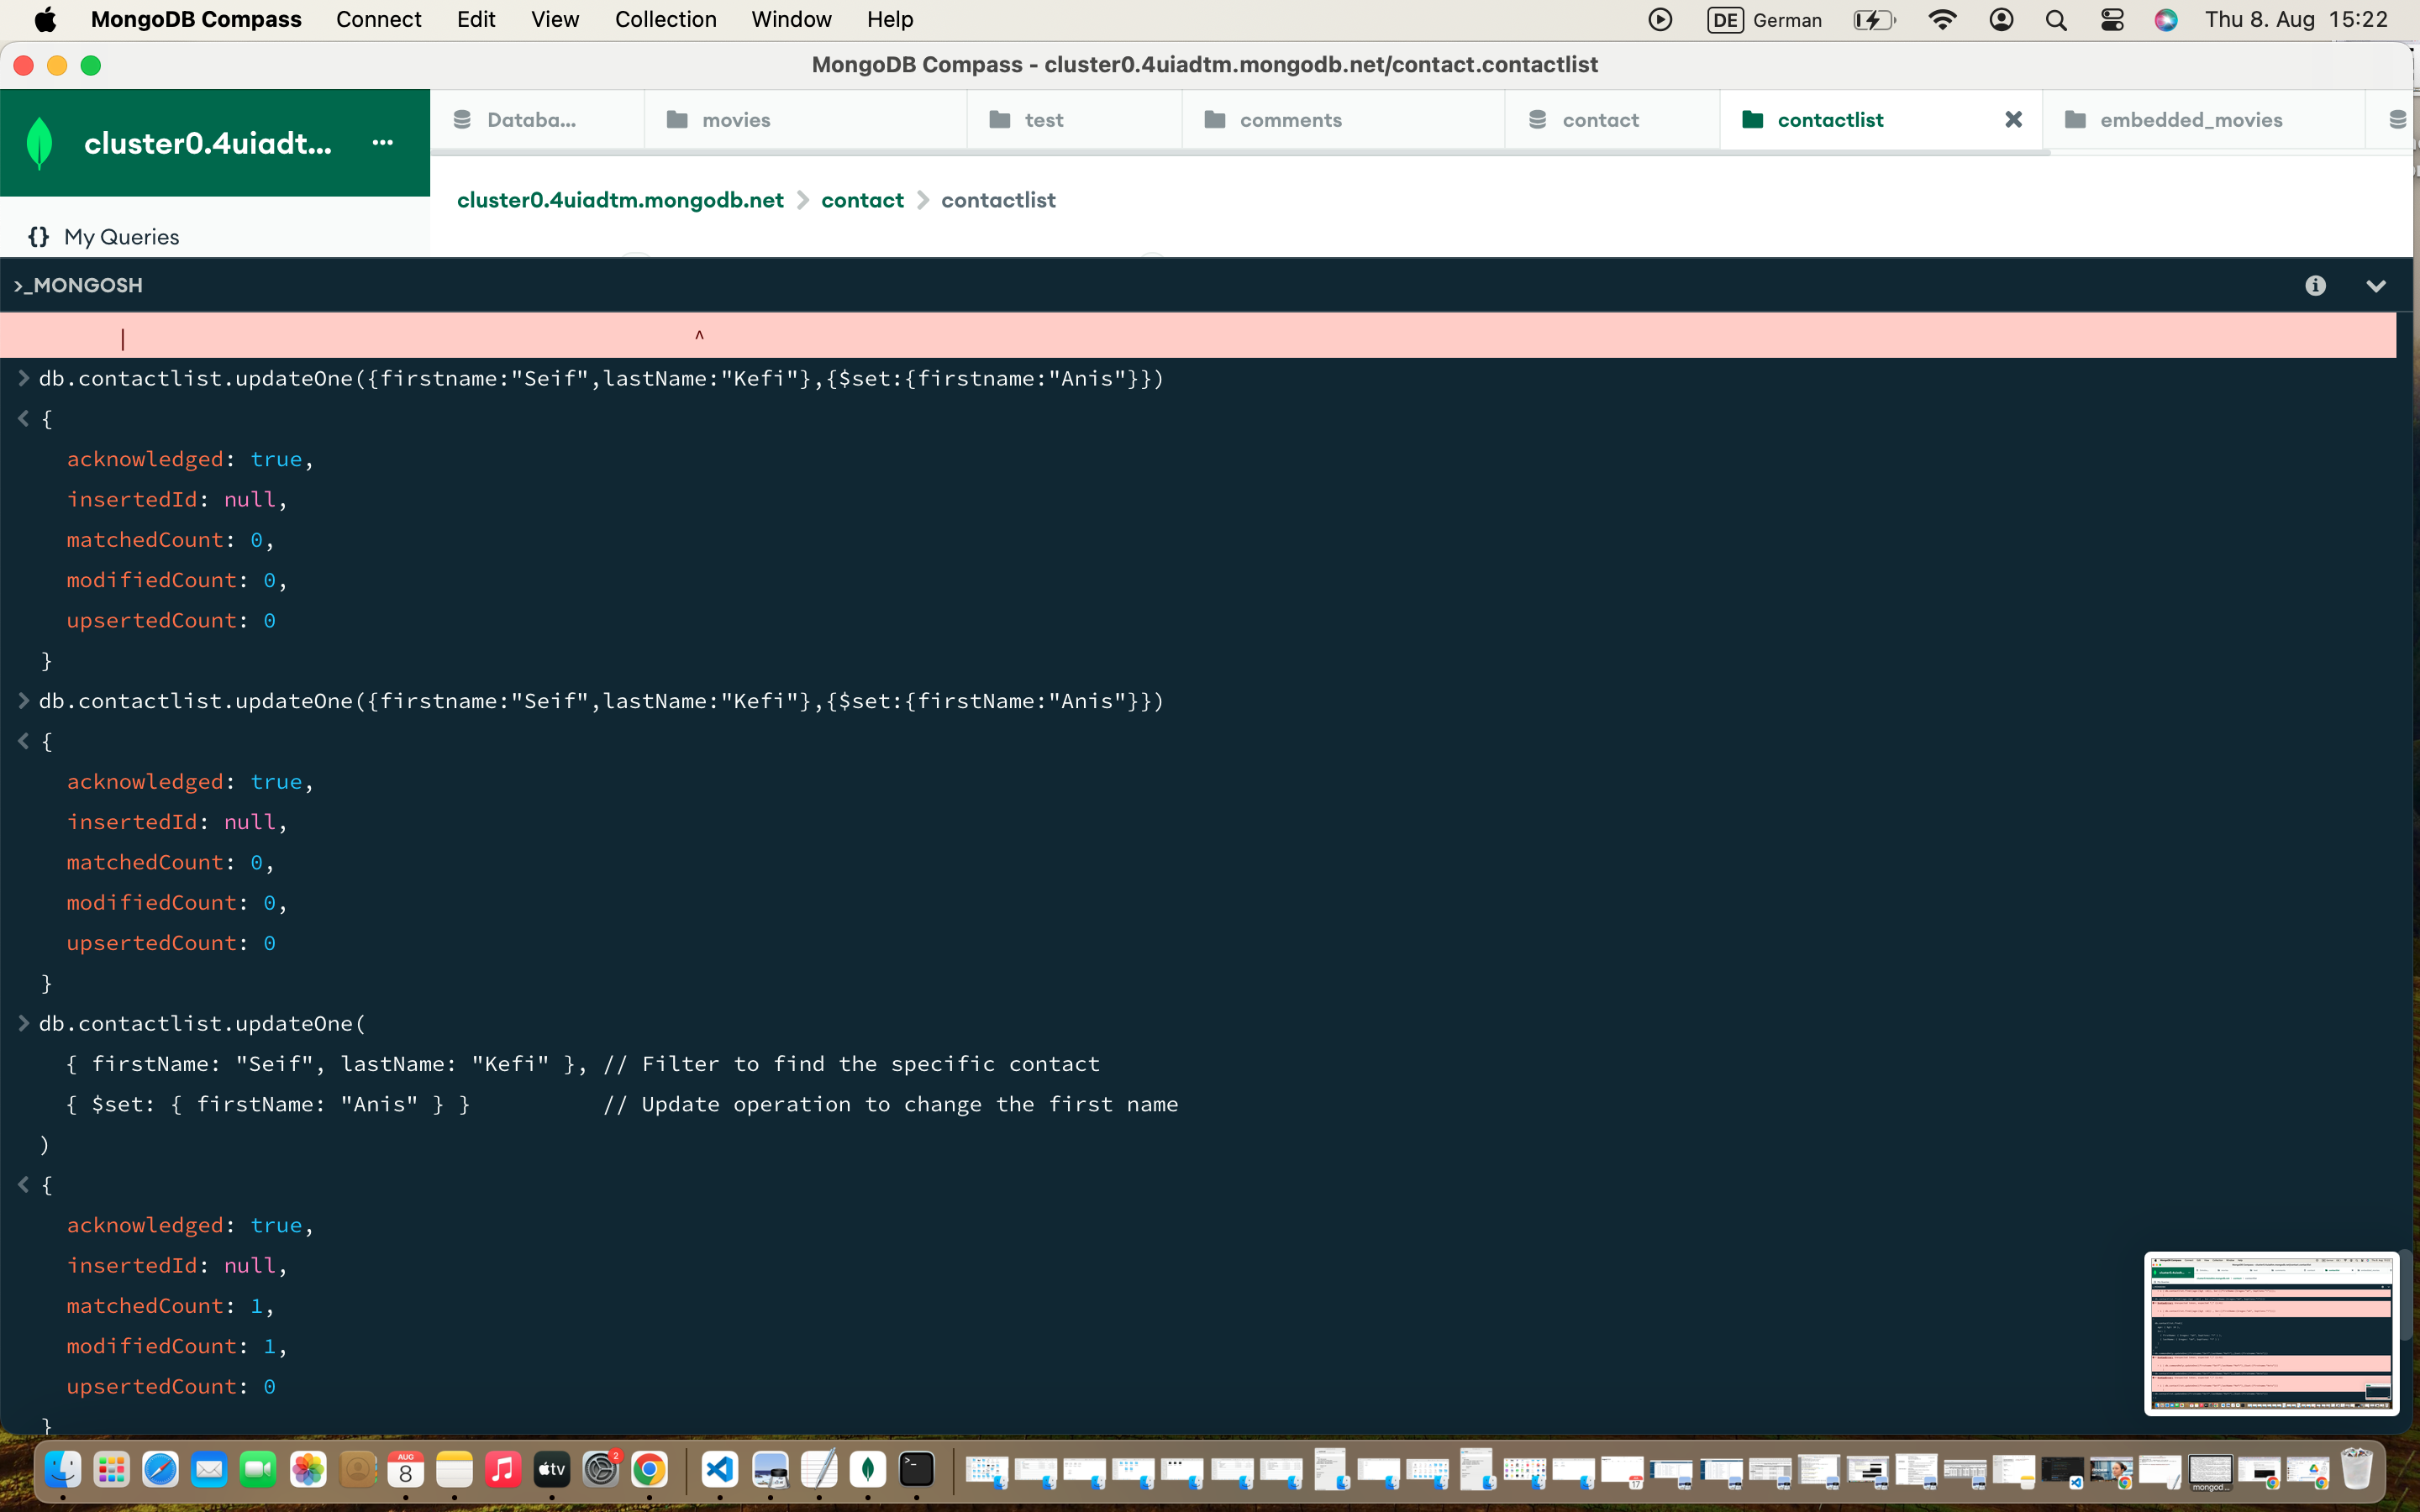 MongoDB Compass Connect Edit View Collection Window Help DE German Thu 8. Aug 15:22
MongoDB Compass - cluster0.4uiadtm.mongodb.net/contact.contactlist
cluster0.4uiadt... ...
Databa... movies test comments contact contactlist embedded_movies
cluster0.4uiadtm.mongodb.net > contact > contactlist
{} My Queries
>_MONGOSH
| ^
> db.contactlist.updateOne({firstname:"Seif",lastName:"Kefi"},{$set:{firstname:"Anis"}})
< {
acknowledged: true,
insertedId: null,
matchedCount: 0,
modifiedCount: 0,
upsertedCount: 0
}
> db.contactlist.updateOne({firstname:"Seif",lastName:"Kefi"},{$set:{firstName:"Anis"}})
< {
acknowledged: true,
insertedId: null,
matchedCount: 0,
modifiedCount: 0,
upsertedCount: 0
}
> db.contactlist.updateOne(
{ firstName: "Seif", lastName: "Kefi" }, // Filter to find the specific contact
{ $set: { firstName: "Anis" } } // Update operation to change the first name
)
< {
acknowledged: true,
insertedId: null,
matchedCount: 1,
modifiedCount: 1,
upsertedCount: 0
}
AUG
8
tv
2
>_
17
mongod...